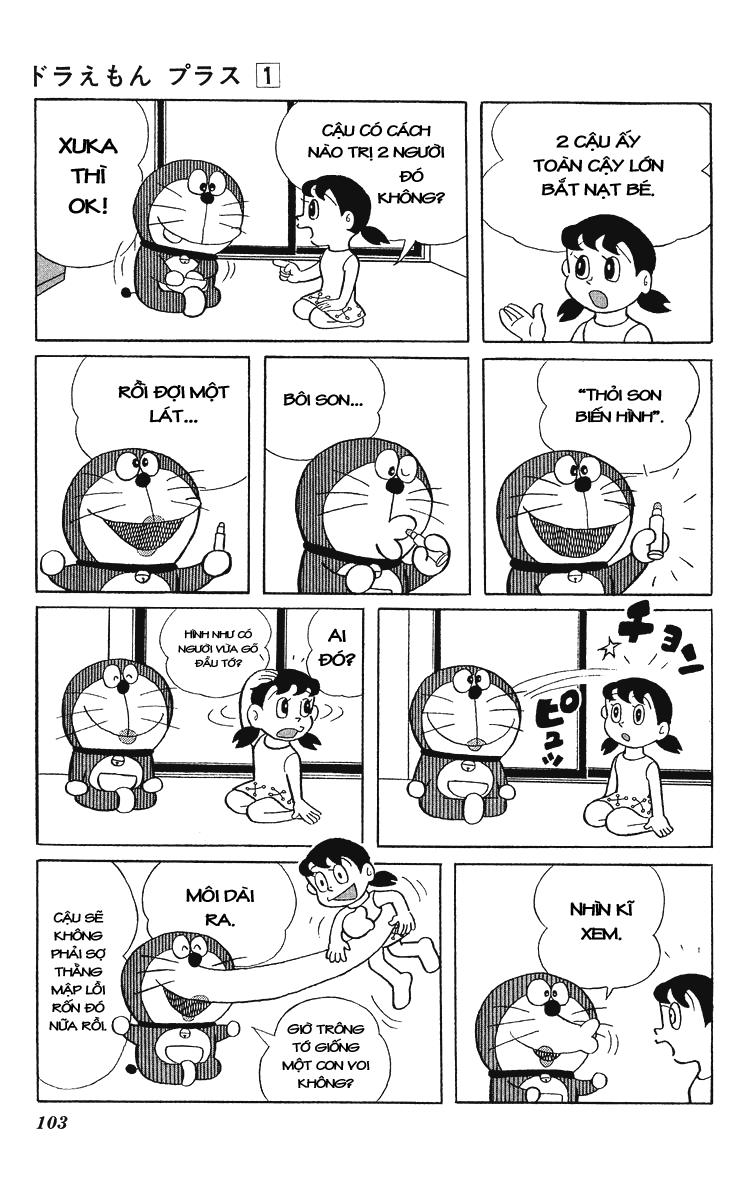 ドラえもん プラス 1
2 CẬU ẤY
TOÀN CẬY LỚN
BẮT NẠT BÉ.
CẬU CÓ CÁCH
NÀO TRỊ 2 NGƯỜI
ĐÓ
KHÔNG?
XUKA
THÌ
OK!
"THỎI SON
BIẾN HÌNH".
BÔI SON...
RỒI ĐỢI MỘT
LÁT...
チョン
ピュッ
AI
ĐÓ?
HÌNH NHƯ CÓ
NGƯỜI VỪA GÕ
ĐẦU TỚ?
NHÌN KĨ
XEM.
MÔI DÀI
RA.
GIỜ TRÔNG
TỚ GIỐNG
MỘT CON VOI
KHÔNG?
CẬU SẼ
KHÔNG
PHẢI SỢ
THẰNG
MẬP LỒI
RỐN ĐÓ
NỮA RỒI.
103